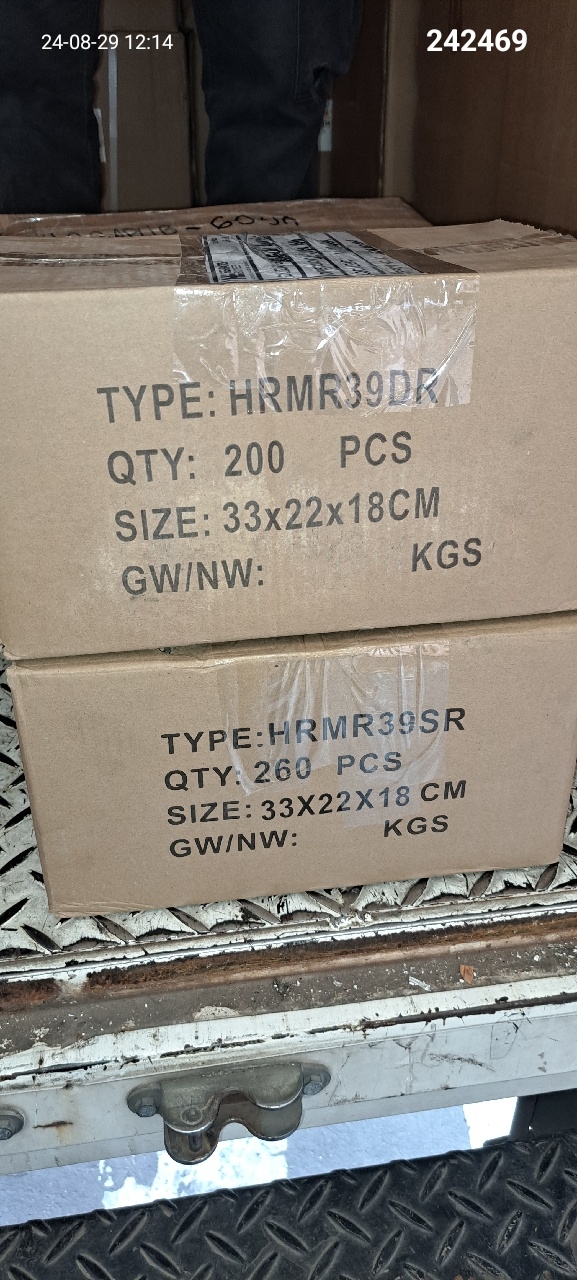 24-08-29 12:14
242469
TYPE: HRMR39DR
QTY: 200 PCS
SIZE: 33x22x18CM
GW/NW: KGS
TYPE:HRMR39SR
QTY: 260 PCS
SIZE: 33X22X18 CM
GW/NW: KGS